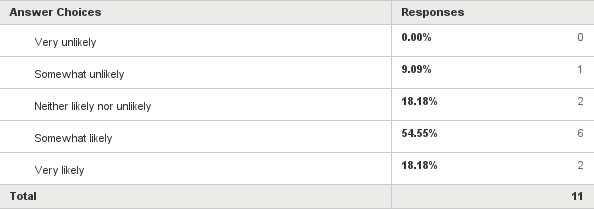 Answer Choices Responses
Very unlikely 0.00% 0
Somewhat unlikely 9.09% 1
Neither likely nor unlikely 18.18% 2
Somewhat likely 54.55% 6
Very likely 18.18% 2
Total 11